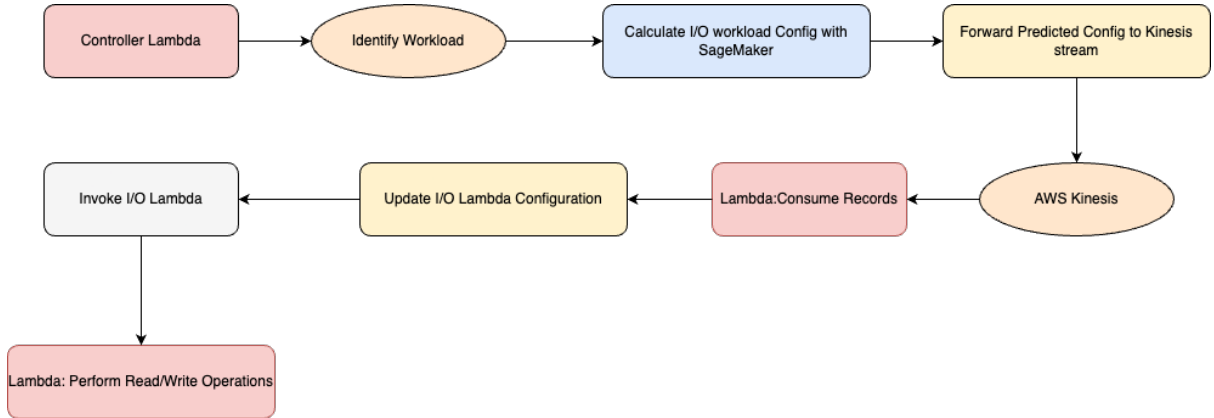 Controller Lambda
Identify Workload
Calculate I/O workload Config with
SageMaker
Forward Predicted Config to Kinesis
stream
AWS Kinesis
Lambda:Consume Records
Update I/O Lambda Configuration
Invoke I/O Lambda
Lambda: Perform Read/Write Operations